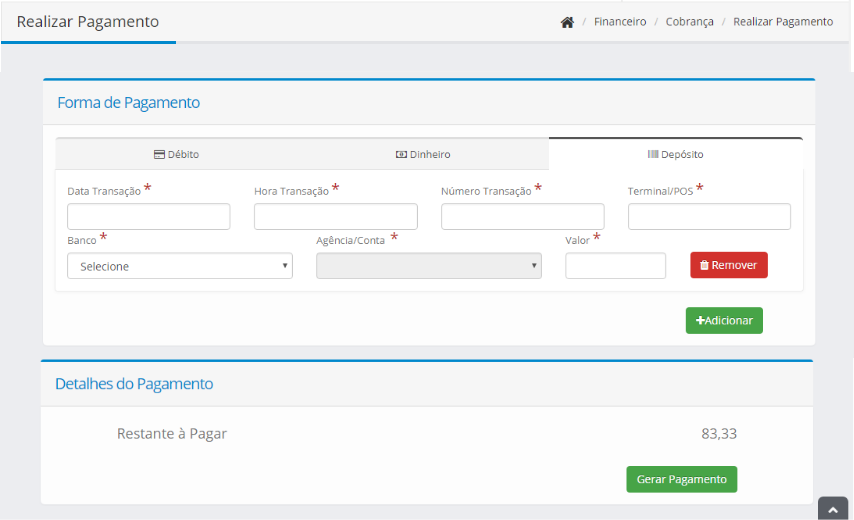 Realizar Pagamento
/ Financeiro / Cobrança / Realizar Pagamento
Forma de Pagamento
Débito Dinheiro Depósito
Data Transação * Hora Transação * Número Transação * Terminal/POS *
Banco * Agência/Conta * Valor *
Selecione Remover
+Adicionar
Detalhes do Pagamento
Restante à Pagar 83,33
Gerar Pagamento